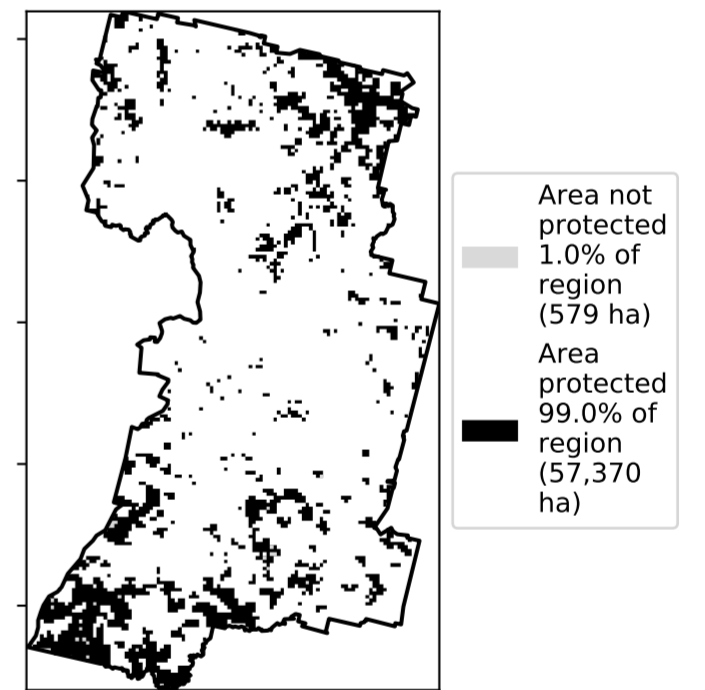 Area not
protected
1.0% of
region
(579 ha)
Area
protected
99.0% of
region
(57,370
ha)